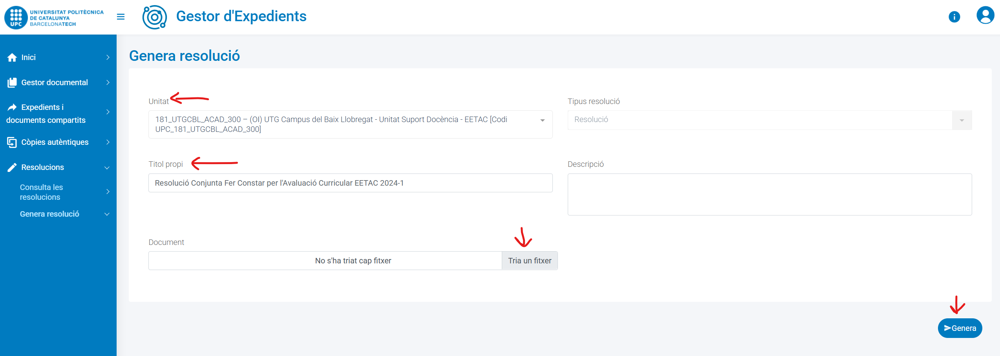 UNIVERSITAT POLITÈCNICA
DE CATALUNYA
BARCELONATECH
UPC
Gestor d'Expedients
Inici
Gestor documental
Expedients i
documents compartits
Còpies autèntiques
Resolucions
Consulta les
resolucions
Genera resolució
Genera resolució
Unitat
181_UTGCBL_ACAD_300 – (OI) UTG Campus del Baix Llobregat - Unitat Suport Docència - EETAC [Codi
UPC_181_UTGCBL_ACAD_300]
Tipus resolució
Resolució
Titol propi
Resolució Conjunta Fer Constar per l'Avaluació Curricular EETAC 2024-1
Descripció
Document
No s'ha triat cap fitxer
Tria un fitxer
Genera